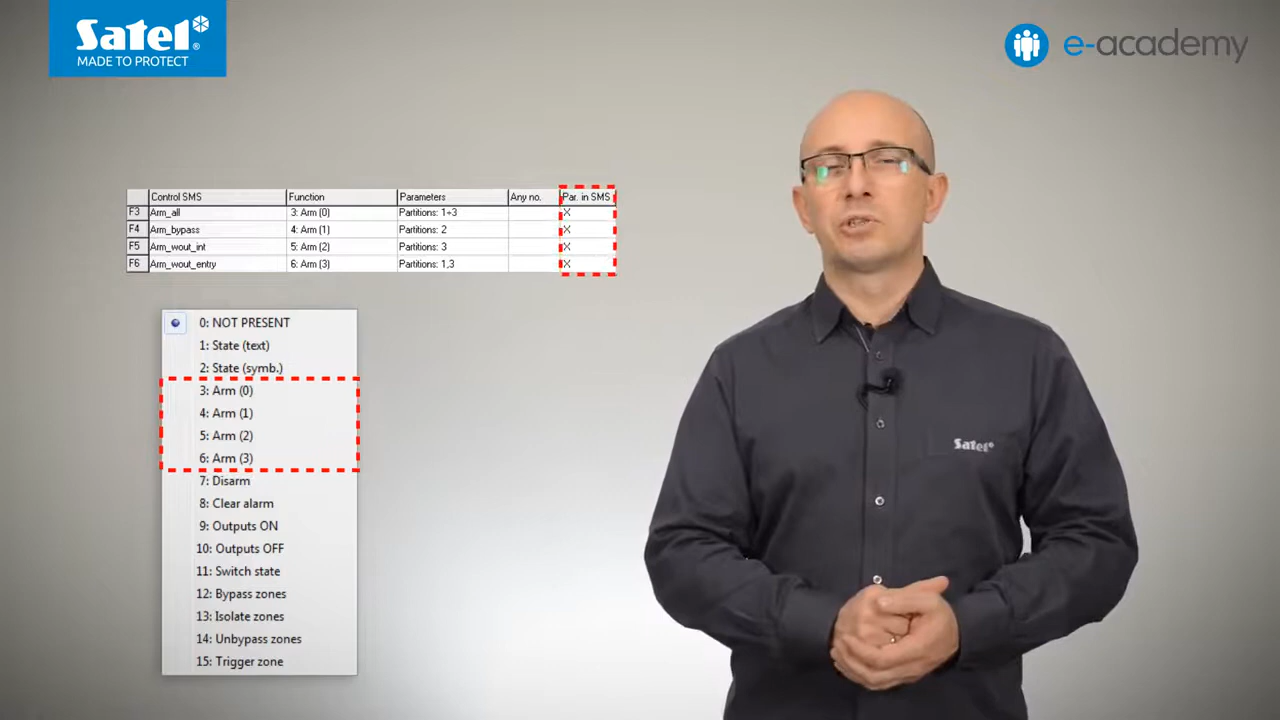 Satel®
MADE TO PROTECT
e-academy
Control SMS Function Parameters Any no. Par. in SMS
F3 Arm_all 3: Arm (0) Partitions: 1÷3 X
F4 Arm_bypass 4: Arm (1) Partitions: 2 X
F5 Arm_wout_int 5: Arm (2) Partitions: 3 X
F6 Arm_wout_entry 6: Arm (3) Partitions: 1,3 X
0: NOT PRESENT
1: State (text)
2: State (symb.)
3: Arm (0)
4: Arm (1)
5: Arm (2)
6: Arm (3)
7: Disarm
8: Clear alarm
9: Outputs ON
10: Outputs OFF
11: Switch state
12: Bypass zones
13: Isolate zones
14: Unbypass zones
15: Trigger zone
Satel®